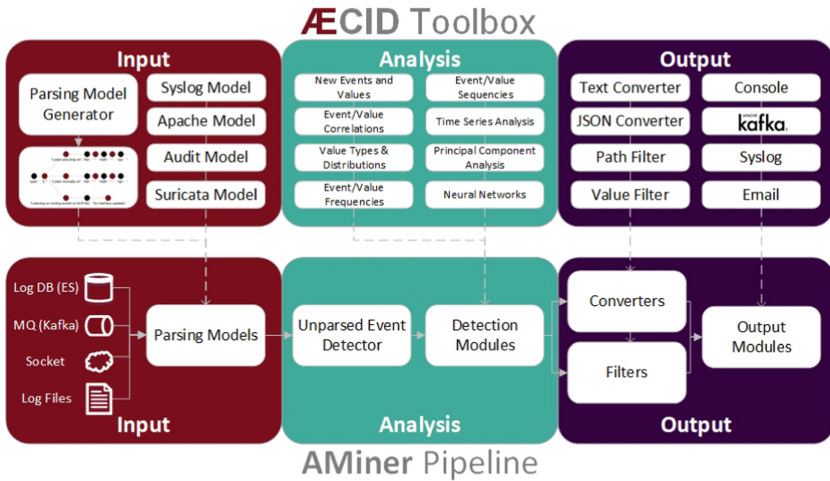 ÆCID Toolbox
Input
Parsing Model
Generator
Syslog Model
Apache Model
Audit Model
Suricata Model
Analysis
New Events and
Values
Event/Value
Correlations
Value Types &
Distributions
Event/Value
Frequencies
Event/Value
Sequencies
Time Series Analysis
Principal Component
Analysis
Neural Networks
Output
Text Converter
JSON Converter
Path Filter
Value Filter
Console
APACHE
kafka
Syslog
Email
Log DB (ES)
MQ (Kafka)
Socket
Log Files
Parsing Models
Input
Unparsed Event
Detector
Detection
Modules
Analysis
Converters
Filters
Output
Modules
Output
AMiner Pipeline